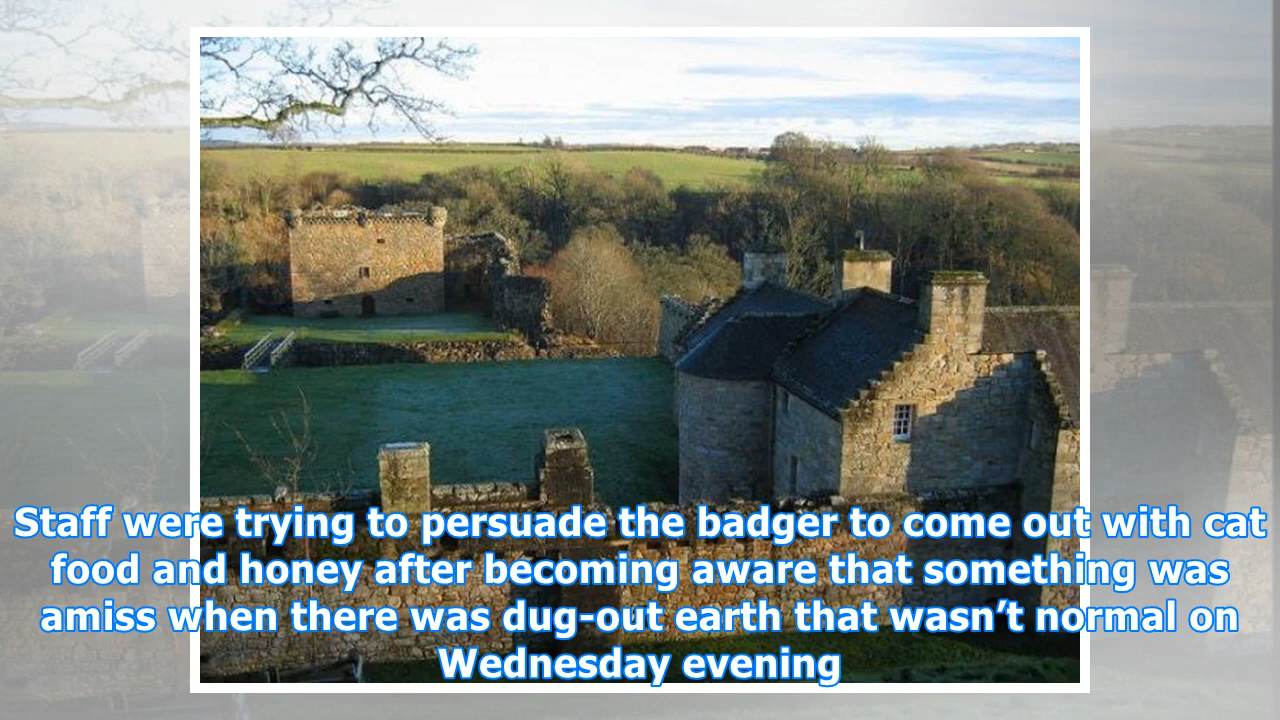 Staff were trying to persuade the badger to come out with cat
food and honey after becoming aware that something was
amiss when there was dug-out earth that wasn’t normal on
Wednesday evening